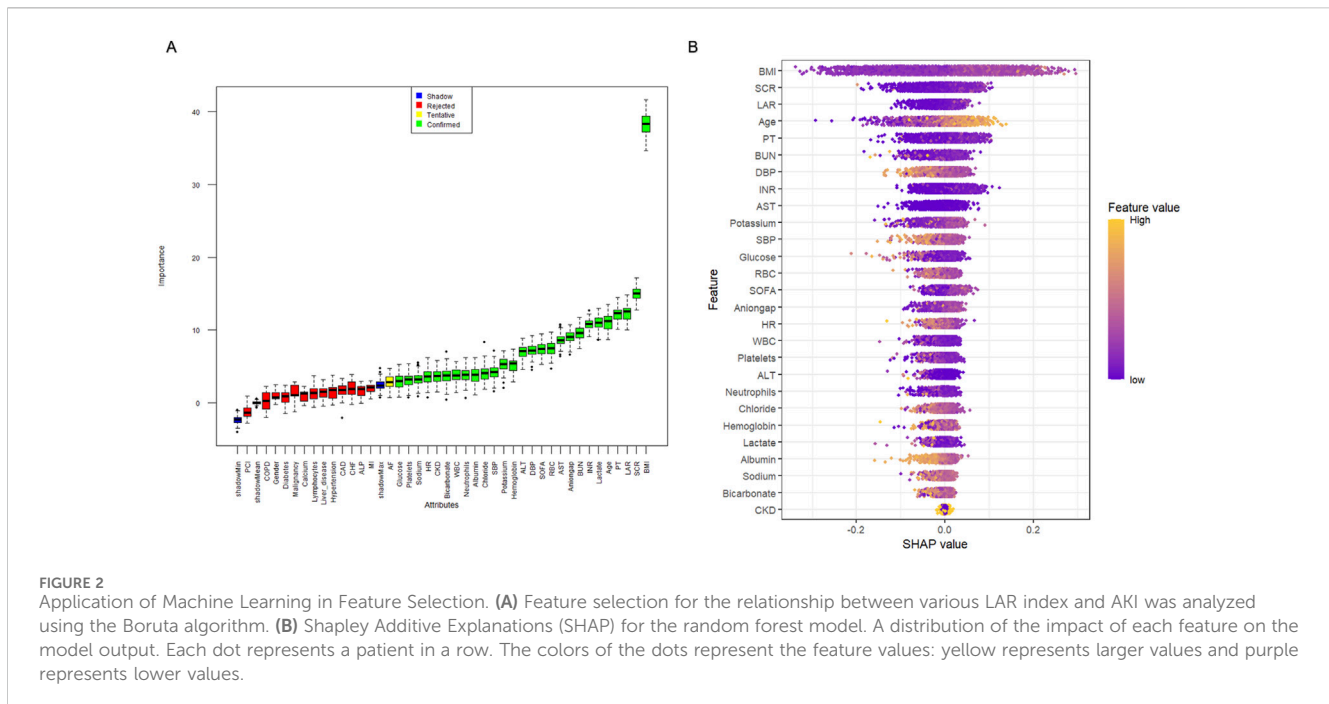 A
Shadow
Rejected
Tentative
Confirmed
40
30
20
10
0
Importance
shadowMin
PCI
shadowMean
COPD
Gender
Diabetes
Malignancy
Calcium
Lymphocytes
Liver_disease
Hypertension
CAD
CHF
ALP
MI
shadowMax
AF
Glucose
Platelets
Sodium
HR
CKD
Bicarbonate
WBC
Neutrophils
Albumin
Chloride
SBP
Potassium
Hemoglobin
ALT
DBP
SOFA
RBC
AST
Aniongap
BUN
INR
Lactate
Age
PT
LAR
SCR
BMI
Attributes
B
BMI
SCR
LAR
Age
PT
BUN
DBP
INR
AST
Potassium
SBP
Glucose
RBC
SOFA
Aniongap
HR
WBC
Platelets
ALT
Neutrophils
Chloride
Hemoglobin
Lactate
Albumin
Sodium
Bicarbonate
CKD
Feature
-0.2
0.0
0.2
SHAP value
Feature value
High
low
FIGURE 2
Application of Machine Learning in Feature Selection. (A) Feature selection for the relationship between various LAR index and AKI was analyzed
using the Boruta algorithm. (B) Shapley Additive Explanations (SHAP) for the random forest model. A distribution of the impact of each feature on the
model output. Each dot represents a patient in a row. The colors of the dots represent the feature values: yellow represents larger values and purple
represents lower values.